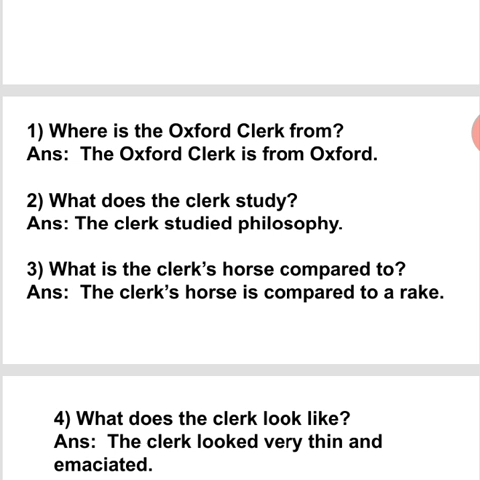 1) Where is the Oxford Clerk from?
Ans:  The Oxford Clerk is from Oxford.
2) What does the clerk study?
Ans: The clerk studied philosophy.
3) What is the clerk’s horse compared to?
Ans:  The clerk’s horse is compared to a rake.
4) What does the clerk look like?
Ans:  The clerk looked very thin and
emaciated.